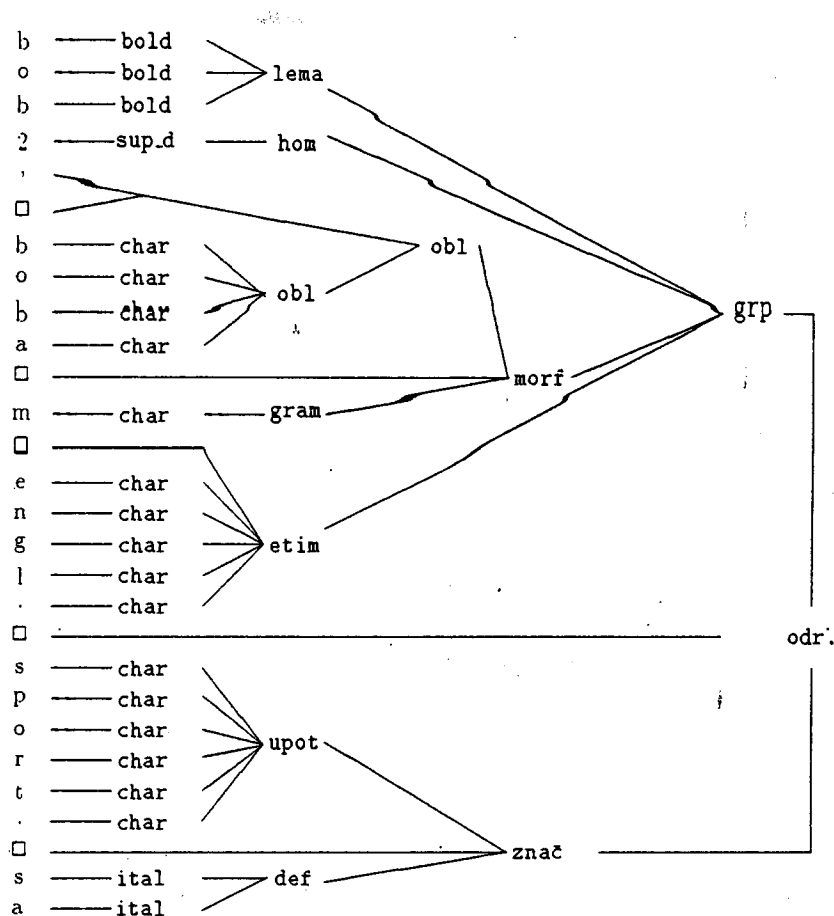 b bold
o bold lema
b bold
2 sup_d hom
,
□
b char obl
o char
b char obl grp
a char
□ morf
m char gram
□
e char
n char
g char etim
l char
. char
□ odr.
s char
p char
o char upot
r char
t char
. char
□ znač
s ital def
a ital